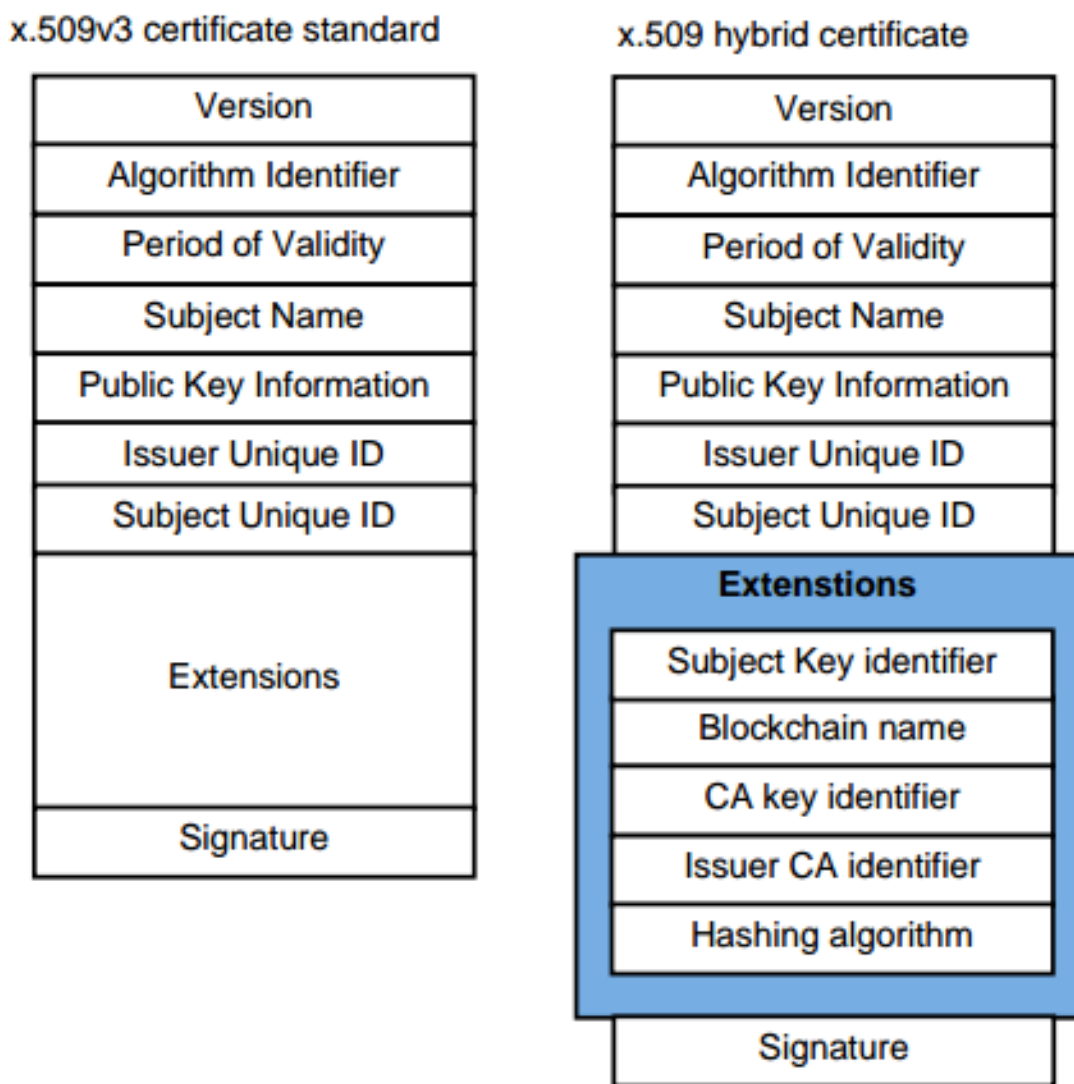 x.509v3 certificate standard
Version
Algorithm Identifier
Period of Validity
Subject Name
Public Key Information
Issuer Unique ID
Subject Unique ID
Extensions
Signature
x.509 hybrid certificate
Version
Algorithm Identifier
Period of Validity
Subject Name
Public Key Information
Issuer Unique ID
Subject Unique ID
Extenstions
Subject Key identifier
Blockchain name
CA key identifier
Issuer CA identifier
Hashing algorithm
Signature